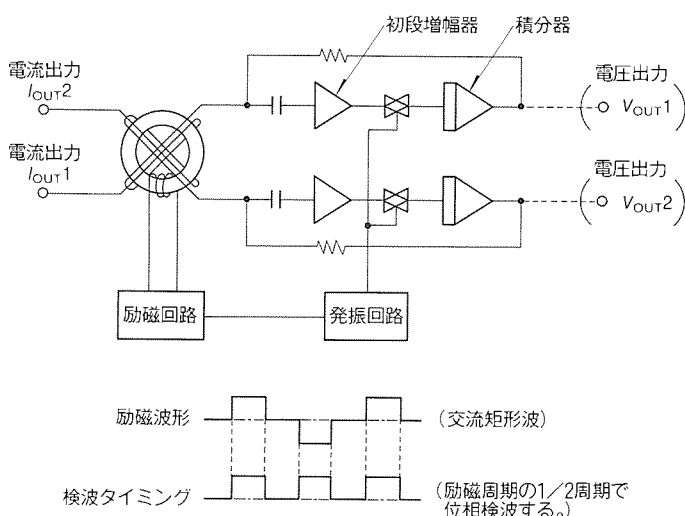 初段増幅器
積分器
電流出力
IOUT2
電圧出力
VOUT1
電流出力
IOUT1
電圧出力
VOUT2
励磁回路
発振回路
励磁波形
(交流矩形波)
検波タイミング
(励磁周期の1/2周期で
位相検波する。)